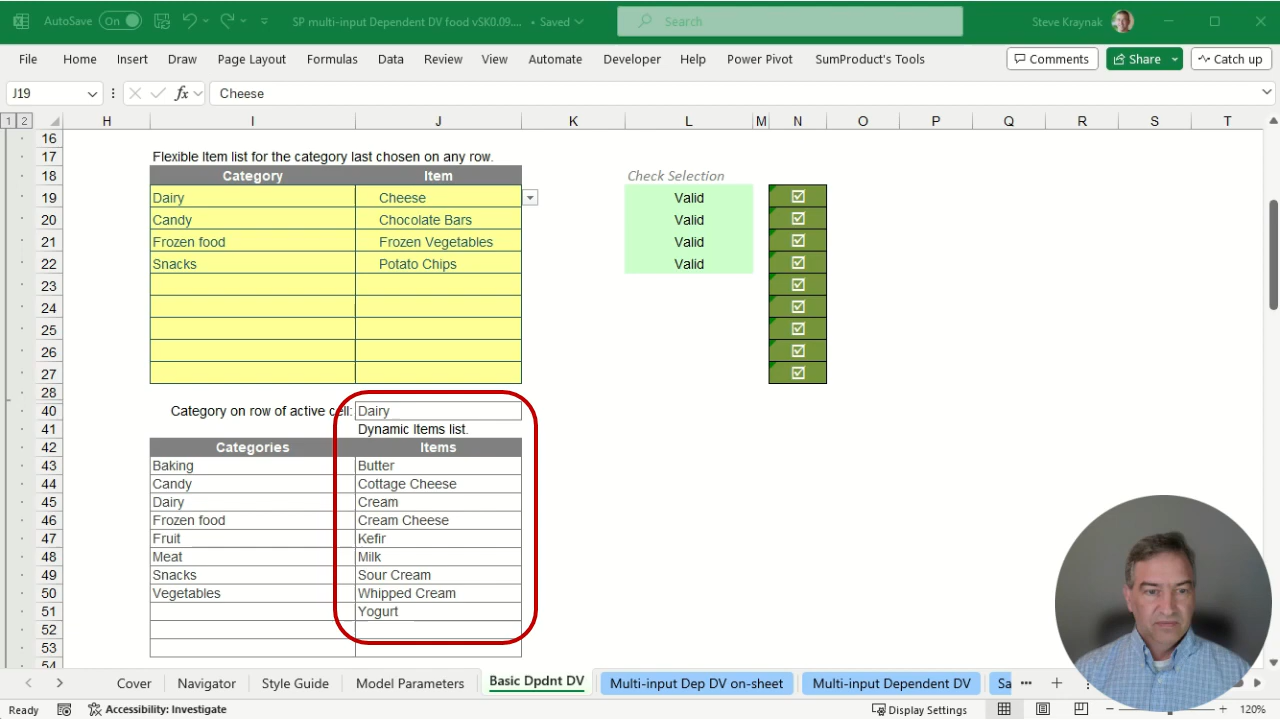 AutoSave On SP multi-input Dependent DV food vSK0.09.... • Saved Search Steve Kraynak
File Home Insert Draw Page Layout Formulas Data Review View Automate Developer Help Power Pivot SumProduct's Tools Comments Share Catch up
J19 fx Cheese
1 2 H I J K L M N O P Q R S T
16
17 Flexible Item list for the category last chosen on any row.
18 Category Item Check Selection
19 Dairy Cheese Valid
20 Candy Chocolate Bars Valid
21 Frozen food Frozen Vegetables Valid
22 Snacks Potato Chips Valid
23
24
25
26
27
28
40 Category on row of active cell: Dairy
41 Dynamic Items list.
42 Categories Items
43 Baking Butter
44 Candy Cottage Cheese
45 Dairy Cream
46 Frozen food Cream Cheese
47 Fruit Kefir
48 Meat Milk
49 Snacks Sour Cream
50 Vegetables Whipped Cream
51 Yogurt
52
53
54
Cover Navigator Style Guide Model Parameters Basic Dpdnt DV Multi-input Dep DV on-sheet Multi-input Dependent DV Sa ...
Ready Accessibility: Investigate Display Settings 120%